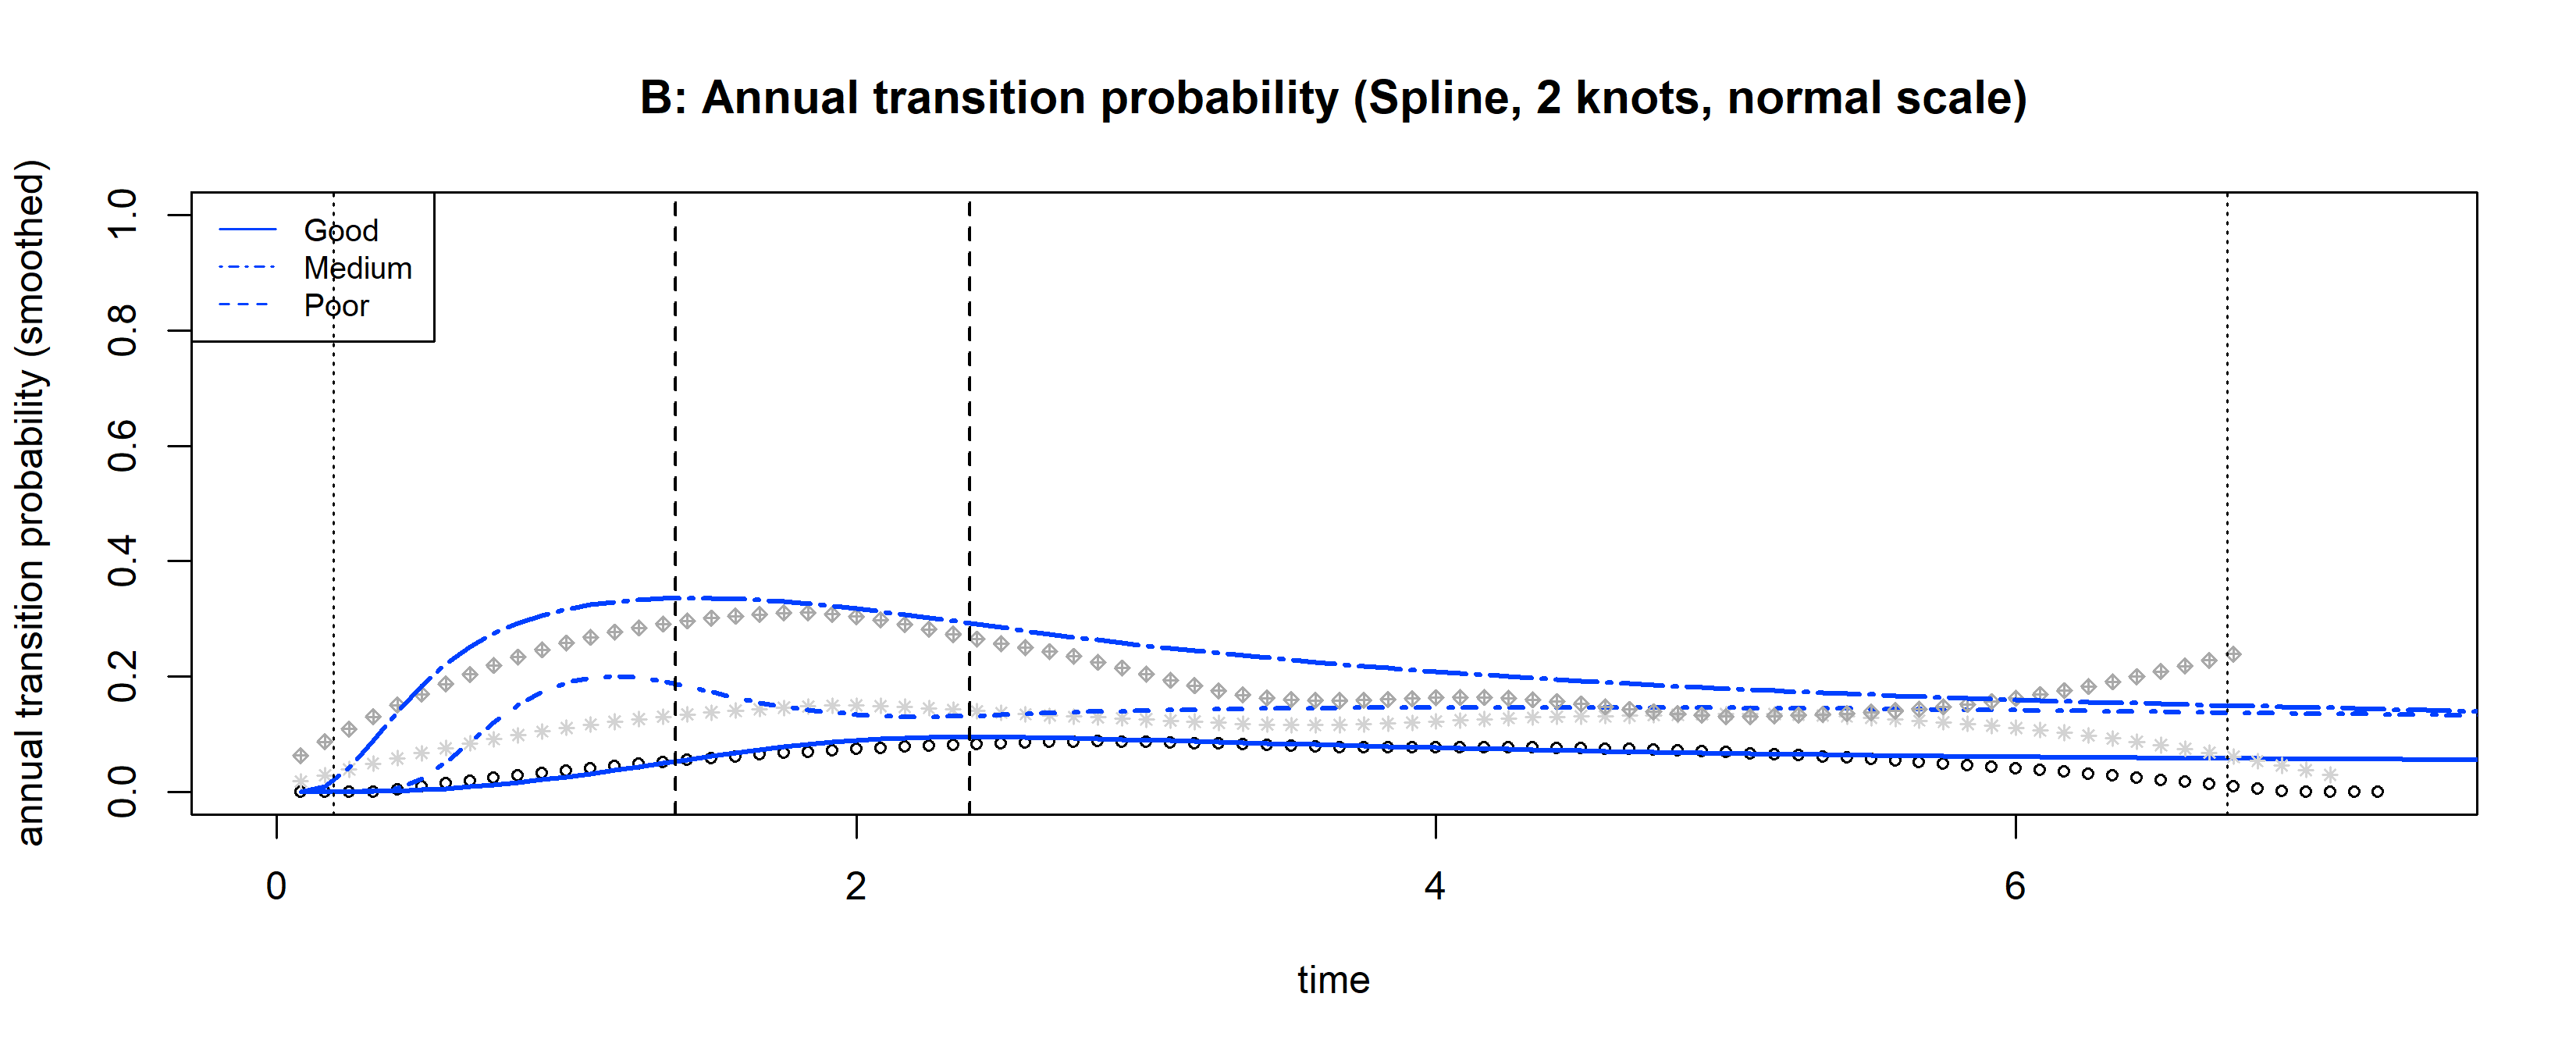 B: Annual transition probability (Spline, 2 knots, normal scale)
annual transition probability (smoothed)
1.0
0.8
0.6
0.4
0.2
0.0
Good
Medium
Poor
0
2
4
6
time